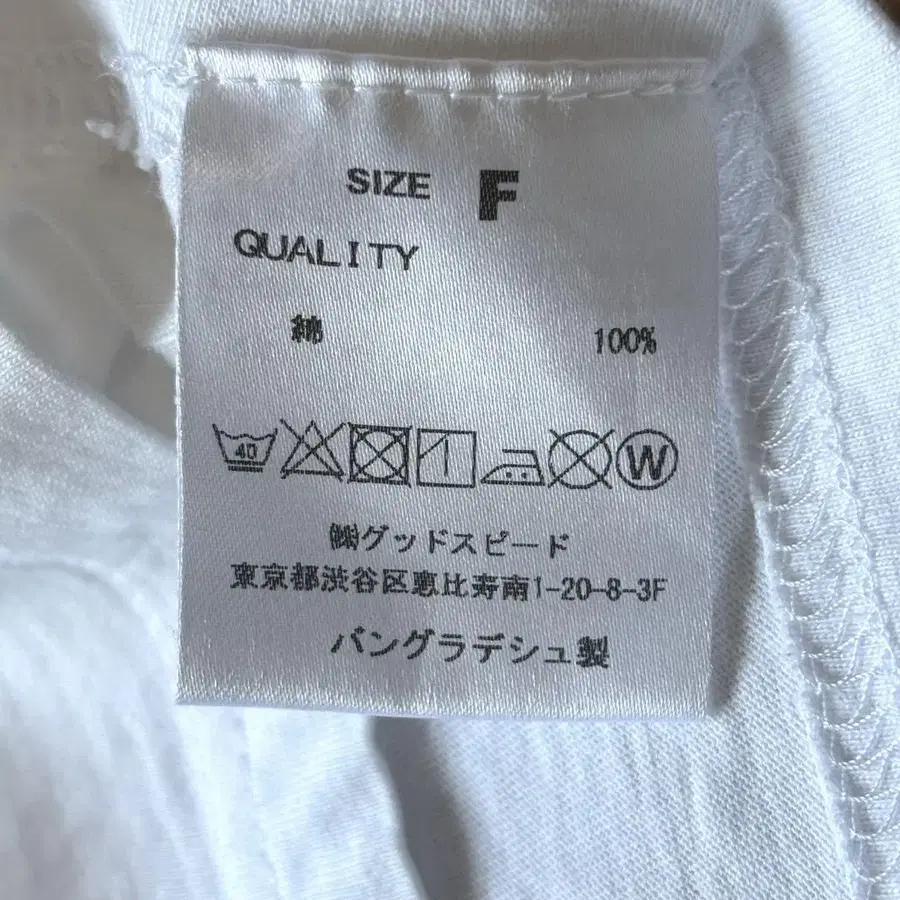 SIZE F
QUALITY
綿 100%
40 W
㈱グッドスピード
東京都渋谷区恵比寿南1-20-8-3F
バングラデシュ製